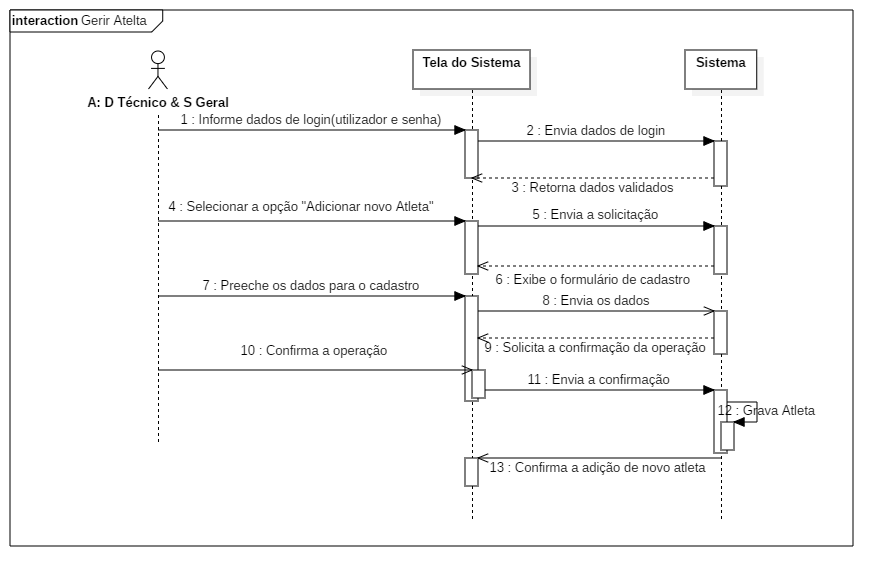 interaction Gerir Atelta
Tela do Sistema
Sistema
A: D Técnico & S Geral
1 : Informe dados de login(utilizador e senha)
2 : Envia dados de login
3 : Retorna dados validados
4 : Selecionar a opção "Adicionar novo Atleta"
5 : Envia a solicitação
6 : Exibe o formulário de cadastro
7 : Preeche os dados para o cadastro
8 : Envia os dados
9 : Solicita a confirmação da operação
10 : Confirma a operação
11 : Envia a confirmação
12 : Grava Atleta
13 : Confirma a adição de novo atleta